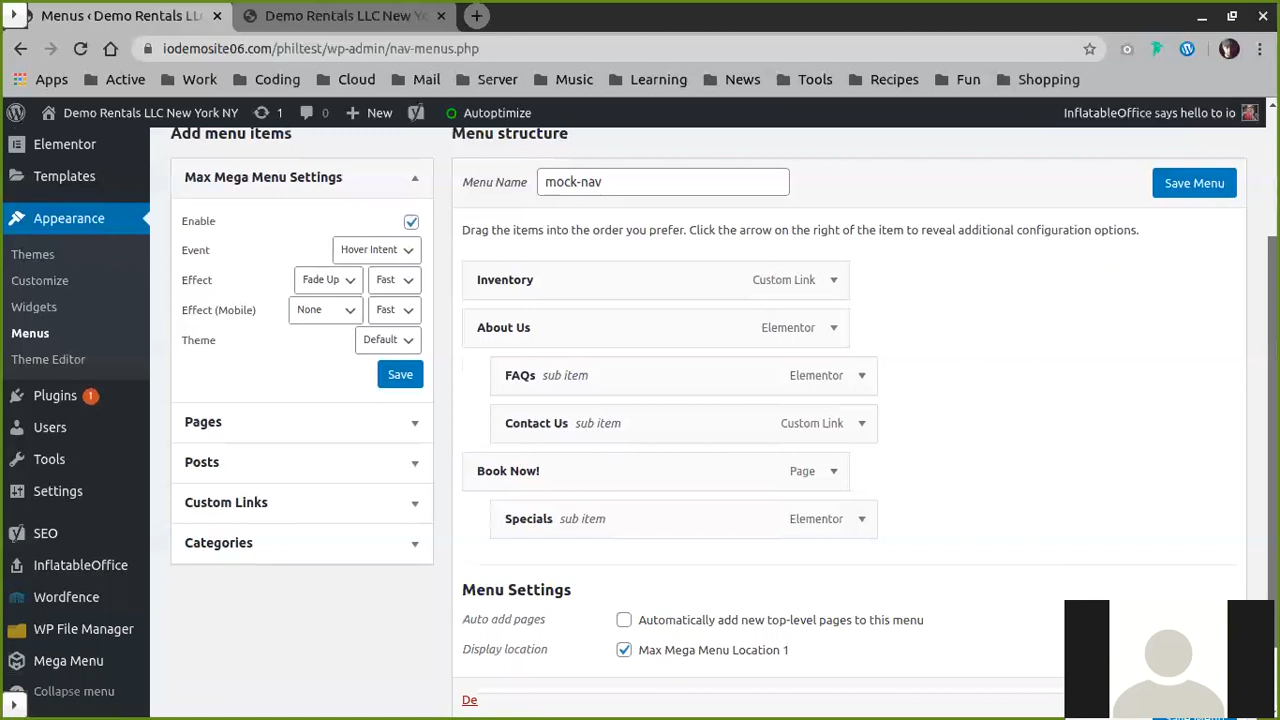 Menus ‹ Demo Rentals LLC
Demo Rentals LLC New Y
iodemosite06.com/philtest/wp-admin/nav-menus.php
Apps Active Work Coding Cloud Mail Server Music Learning News Tools Recipes Fun Shopping
Demo Rentals LLC New York NY 1 0 New Autoptimize InflatableOffice says hello to io
Elementor
Templates
Appearance
Themes
Customize
Widgets
Menus
Theme Editor
Plugins 1
Users
Tools
Settings
SEO
InflatableOffice
Wordfence
WP File Manager
Mega Menu
Collapse menu
Add menu items
Max Mega Menu Settings
Enable
Event Hover Intent
Effect Fade Up Fast
Effect (Mobile) None Fast
Theme Default
Save
Pages
Posts
Custom Links
Categories
Menu structure
Menu Name mock-nav Save Menu
Drag the items into the order you prefer. Click the arrow on the right of the item to reveal additional configuration options.
Inventory Custom Link
About Us Elementor
FAQs sub item Elementor
Contact Us sub item Custom Link
Book Now! Page
Specials sub item Elementor
Menu Settings
Auto add pages Automatically add new top-level pages to this menu
Display location Max Mega Menu Location 1
De